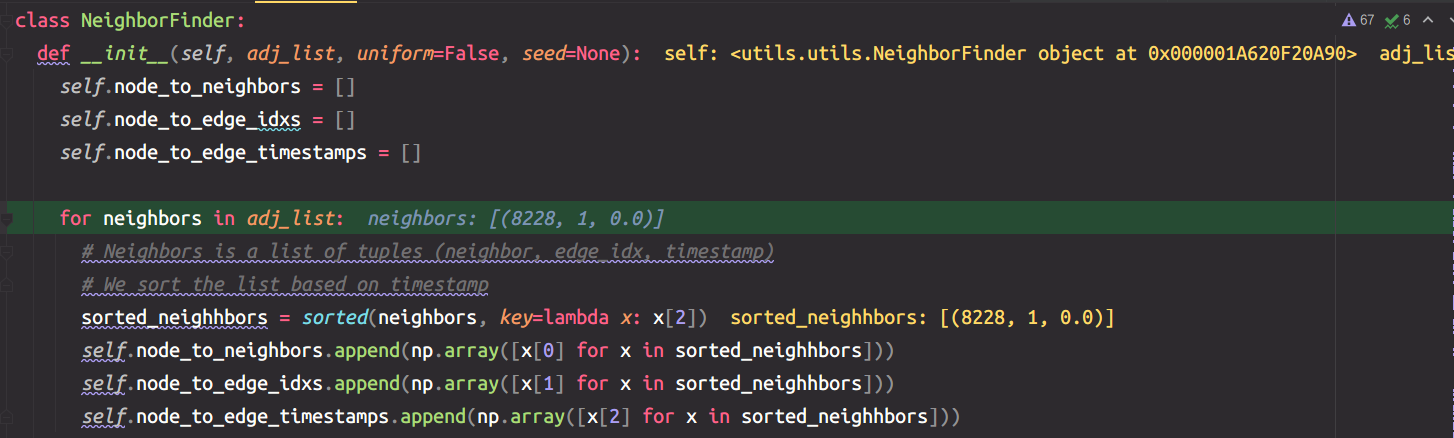 class NeighborFinder:
67 6
def __init__(self, adj_list, uniform=False, seed=None): self: <utils.utils.NeighborFinder object at 0x000001A620F20A90> adj_lis
self.node_to_neighbors = []
self.node_to_edge_idxs = []
self.node_to_edge_timestamps = []
for neighbors in adj_list: neighbors: [(8228, 1, 0.0)]
# Neighbors is a list of tuples (neighbor, edge_idx, timestamp)
# We sort the list based on timestamp
sorted_neighhbors = sorted(neighbors, key=lambda x: x[2]) sorted_neighhbors: [(8228, 1, 0.0)]
self.node_to_neighbors.append(np.array([x[0] for x in sorted_neighhbors]))
self.node_to_edge_idxs.append(np.array([x[1] for x in sorted_neighhbors]))
self.node_to_edge_timestamps.append(np.array([x[2] for x in sorted_neighhbors]))